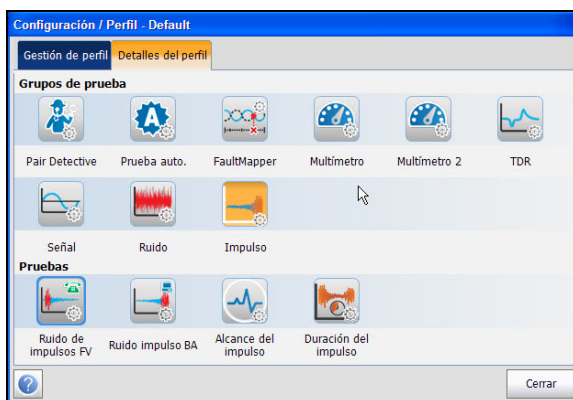 Configuración / Perfil - Default
Gestión de perfil Detalles del perfil
Grupos de prueba
Pair Detective Prueba auto. FaultMapper Multímetro Multímetro 2 TDR
Señal Ruido Impulso
Pruebas
Ruido de impulsos FV Ruido impulso BA Alcance del impulso Duración del impulso
Cerrar